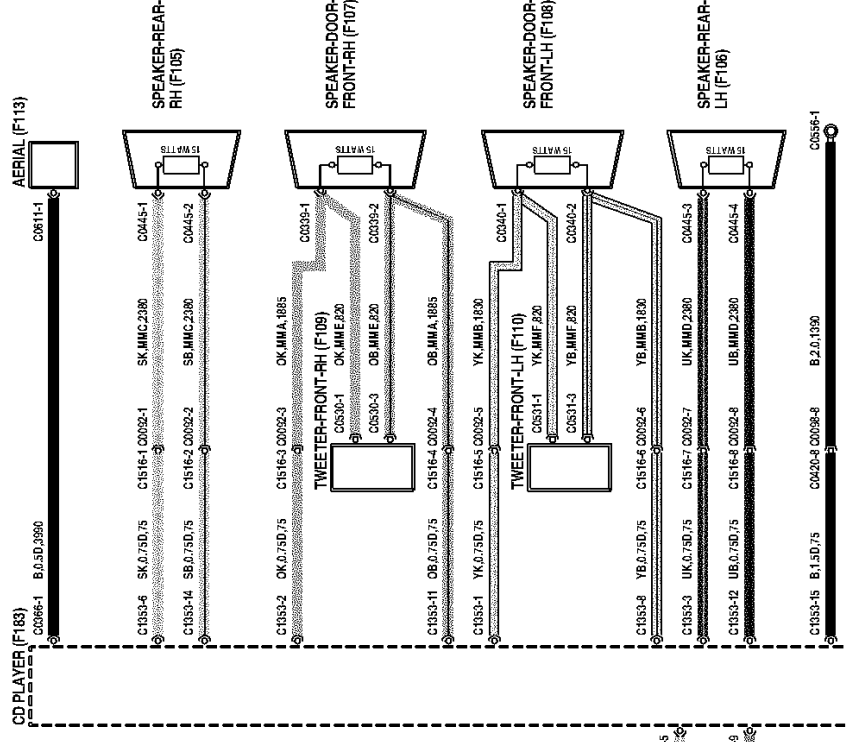 SPEAKER-REAR-
RH (F105)
SPEAKER-DOOR-
FRONT-RH (F107)
SPEAKER-DOOR-
FRONT-LH (F108)
SPEAKER-REAR-
LH (F106)
AERIAL (F113)
15 WATTS
15 WATTS
15 WATTS
15 WATTS
C0556-1
C0611-1
C0445-1
C0445-2
C0339-1
C0339-2
C0340-1
C0340-2
C0445-3
C0445-4
SK,MMC,2380
SB,MMC,2380
OK,MMA,1885
OK,MME,820
OB,MME,820
OB,MMA,1885
YK,MMB,1830
YK,MMF,820
YB,MMF,820
YB,MMB,1830
UK,MMD,2380
UB,MMD,2380
B,2.0,1390
TWEETER-FRONT-RH (F109)
TWEETER-FRONT-LH (F110)
C0530-1
C0530-3
C0531-1
C0531-3
C1516-1 C0092-1
C1516-2 C0092-2
C1516-3 C0092-3
C1516-4 C0092-4
C1516-5 C0092-5
C1516-6 C0092-6
C1516-7 C0092-7
C1516-8 C0092-8
C0420-8 C0098-8
B,0.5D,3990
SK,0.75D,75
SB,0.75D,75
OK,0.75D,75
OB,0.75D,75
YK,0.75D,75
YB,0.75D,75
UK,0.75D,75
UB,0.75D,75
B,1.5D,75
C0366-1
C1353-6
C1353-14
C1353-2
C1353-11
C1353-1
C1353-8
C1353-3
C1353-12
C1353-15
CD PLAYER (F183)
-5
-9